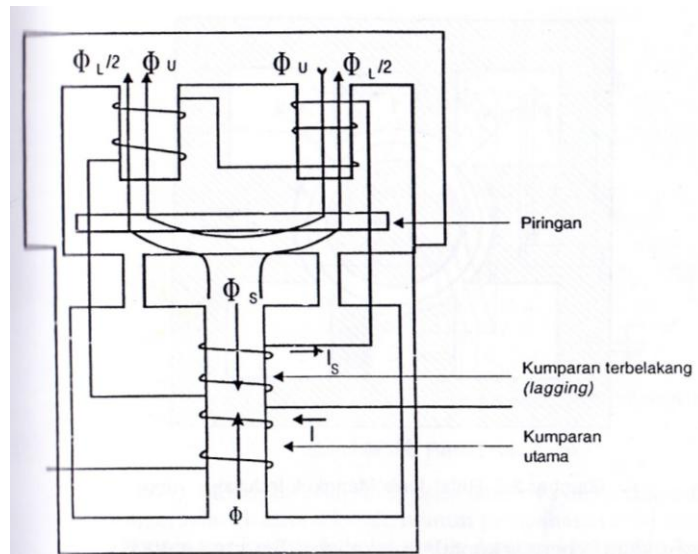 Φ L/2 Φ U Φ U Φ L/2
Piringan
Φ S
I S
Kumparan terbelakang
(lagging)
I
Kumparan
utama
Φ